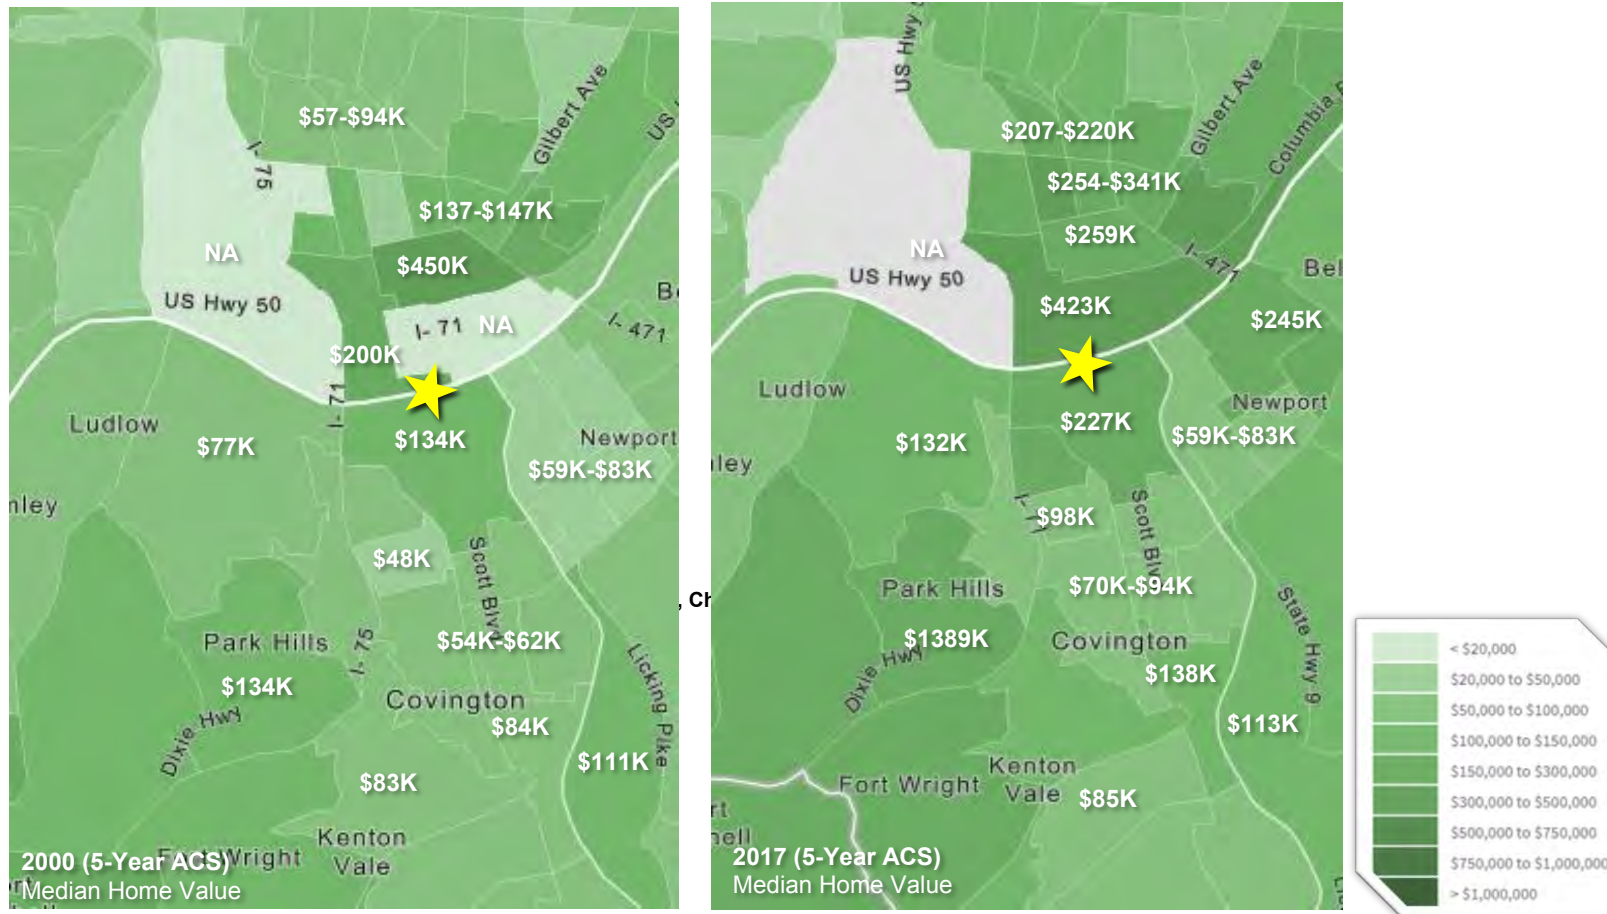 $57-$94K
Gilbert Ave
US
I- 75
$137-$147K
NA
$450K
US Hwy 50
I- 71
NA
I- 471
$200K
I- 71
Ludlow
$77K
$134K
Newport
$59K-$83K
$48K
Scott Blvd
Park Hills
I- 75
$54K-$62K
$134K
Covington
Dixie Hwy
$84K
Licking Pike
$111K
$83K
Kenton
Vale
Fort Wright
2000 (5-Year ACS)
Median Home Value
, Ch
US Hwy
$207-$220K
Gilbert Ave
Columbia
$254-$341K
NA
$259K
US Hwy 50
I- 471
Bel
$423K
$245K
Ludlow
$132K
$227K
Newport
$59K-$83K
I- 71
$98K
Scott Blvd
Park Hills
$70K-$94K
$1389K
Covington
Dixie Hwy
$138K
State Hwy 9
$113K
Fort Wright
Kenton
Vale
$85K
2017 (5-Year ACS)
Median Home Value
< $20,000
$20,000 to $50,000
$50,000 to $100,000
$100,000 to $150,000
$150,000 to $300,000
$300,000 to $500,000
$500,000 to $750,000
$750,000 to $1,000,000
> $1,000,000